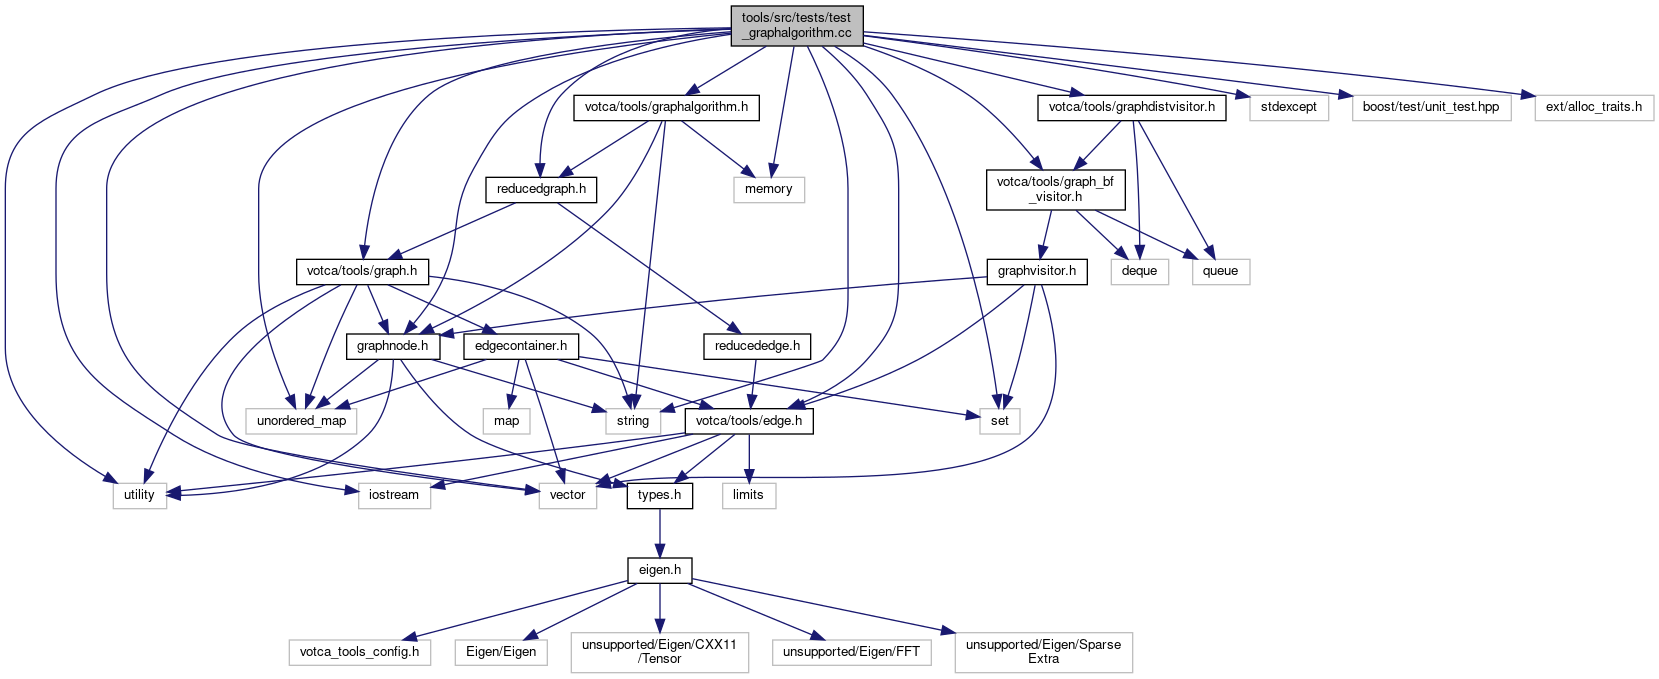 tools/src/tests/test
_graphalgorithm.cc
votca/tools/graphalgorithm.h
votca/tools/graphdistvisitor.h
stdexcept
boost/test/unit_test.hpp
ext/alloc_traits.h
reducedgraph.h
memory
votca/tools/graph_bf
_visitor.h
votca/tools/graph.h
graphvisitor.h
deque
queue
graphnode.h
edgecontainer.h
reducededge.h
unordered_map
map
string
votca/tools/edge.h
set
utility
iostream
vector
types.h
limits
eigen.h
votca_tools_config.h
Eigen/Eigen
unsupported/Eigen/CXX11
/Tensor
unsupported/Eigen/FFT
unsupported/Eigen/Sparse
Extra